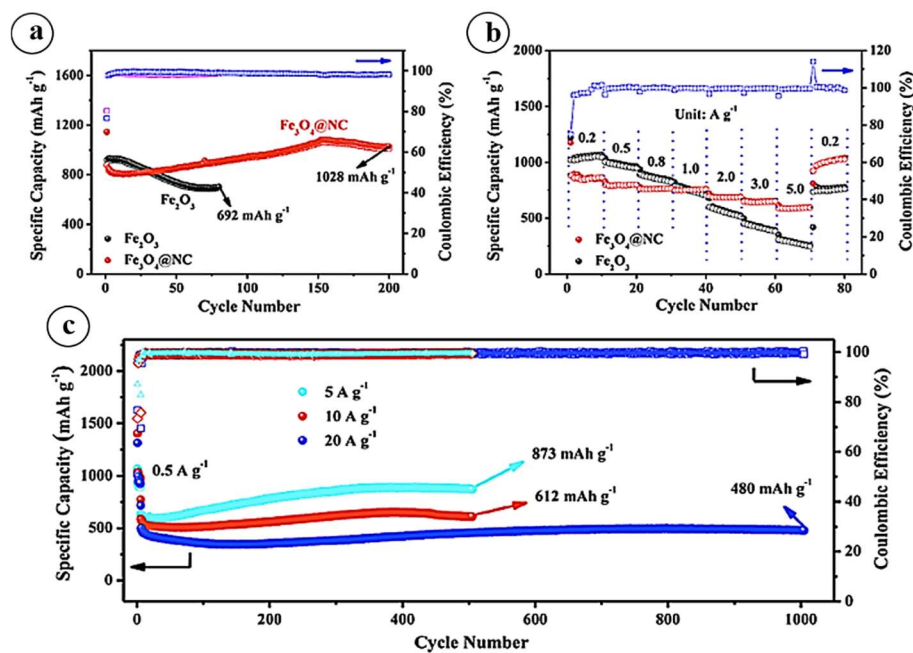 a
Specific Capacity (mAh g⁻¹)
1600
1200
1000
800
400
0
0
50
100
150
200
Cycle Number
100
80
60
40
20
0
Coulombic Efficiency (%)
Fe₃O₄@NC
1028 mAh g⁻¹
Fe₂O₃
692 mAh g⁻¹
Fe₂O₃
Fe₃O₄@NC
b
Specific Capacity (mAh g⁻¹)
2000
1500
1000
500
250
0
0
10
20
30
40
50
60
70
80
Cycle Number
120
100
80
60
40
20
0
Coulombic Efficiency (%)
Unit: A g⁻¹
0.2
0.5
0.8
1.0
2.0
3.0
5.0
0.2
Fe₃O₄@NC
Fe₂O₃
c
Specific Capacity (mAh g⁻¹)
2000
1500
1250
1000
500
250
0
0
200
400
600
800
1000
Cycle Number
100
80
60
40
20
0
Coulombic Efficiency (%)
5 A g⁻¹
10 A g⁻¹
20 A g⁻¹
0.5 A g⁻¹
873 mAh g⁻¹
612 mAh g⁻¹
480 mAh g⁻¹